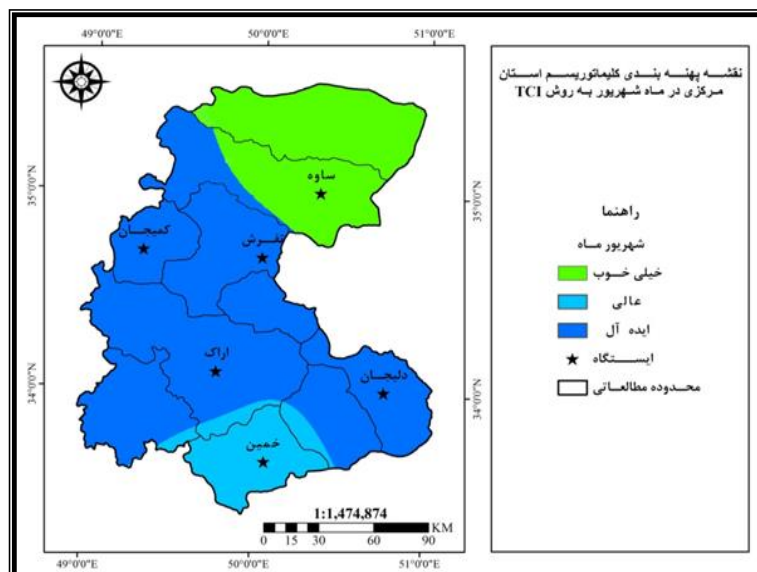 49°0'0"E
50°0'0"E
51°0'0"E
نقشه پهنه بندی کلیماتوریسم استان
مرکزی در ماه شهریور به روش TCI
35°0'0"N
35°0'0"N
ساوه
کمیجان
تفرش
راهنما
شهریور ماه
خیلی خوب
عالی
ایده آل
ایستگاه
محدوده مطالعاتی
اراک
دلیجان
34°0'0"N
34°0'0"N
خمین
1:1,474,874
KM
0 15 30 60 90
49°0'0"E
50°0'0"E
51°0'0"E